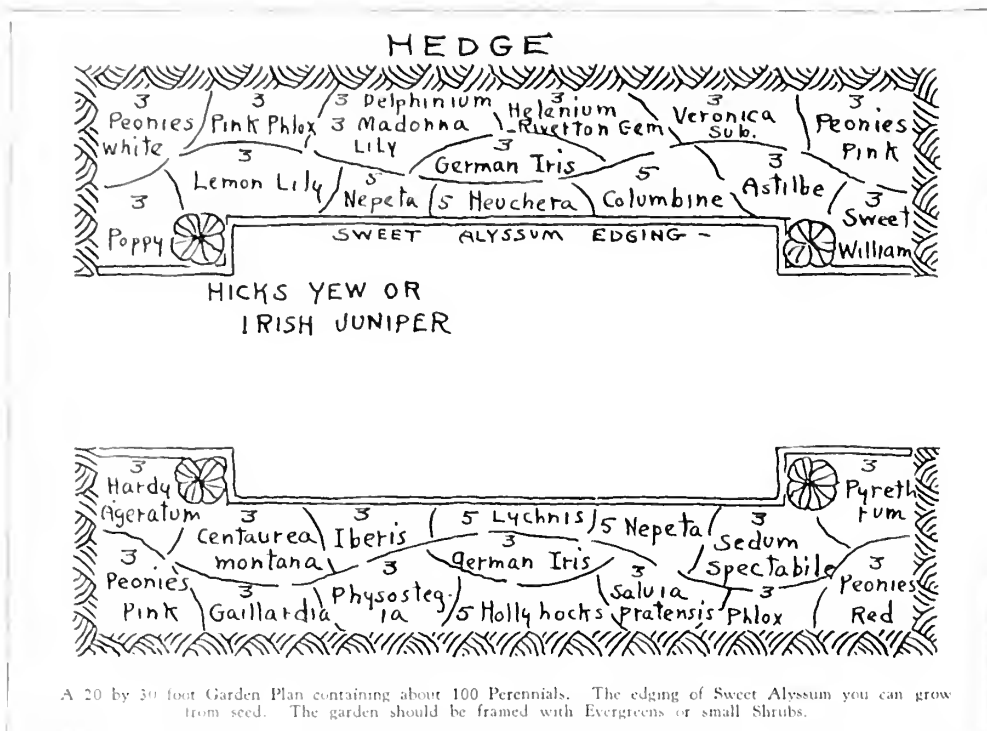 HEDGE
3 Peonies white
3 Pink Phlox
3 Delphinium
3 Madonna Lily
3 Helenium - Riverton Gem
3 Veronica Sub.
3 Peonies Pink
3 Poppy
3 Lemon Lily
5 Nepeta
3 German Iris
5 Heuchera
5 Columbine
3 Astilbe
3 Sweet William
SWEET ALYSSUM EDGING -
HICKS YEW OR
IRISH JUNIPER
3 Hardy Ageratum
3 Centaurea montana
3 Iberis
5 Lychnis
5 Nepeta
3 Sedum Spectabile
3 Pyreth rum
3 Peonies Pink
3 Gaillardia
3 Physosteg- ia
3 german Iris
5 Hollyhocks
3 Salvia pratensis
3 Phlox
3 Peonies Red
A 20 by 30 foot Garden Plan containing about 100 Perennials. The edging of Sweet Alyssum you can grow
from seed. The garden should be framed with Evergreens or small Shrubs.